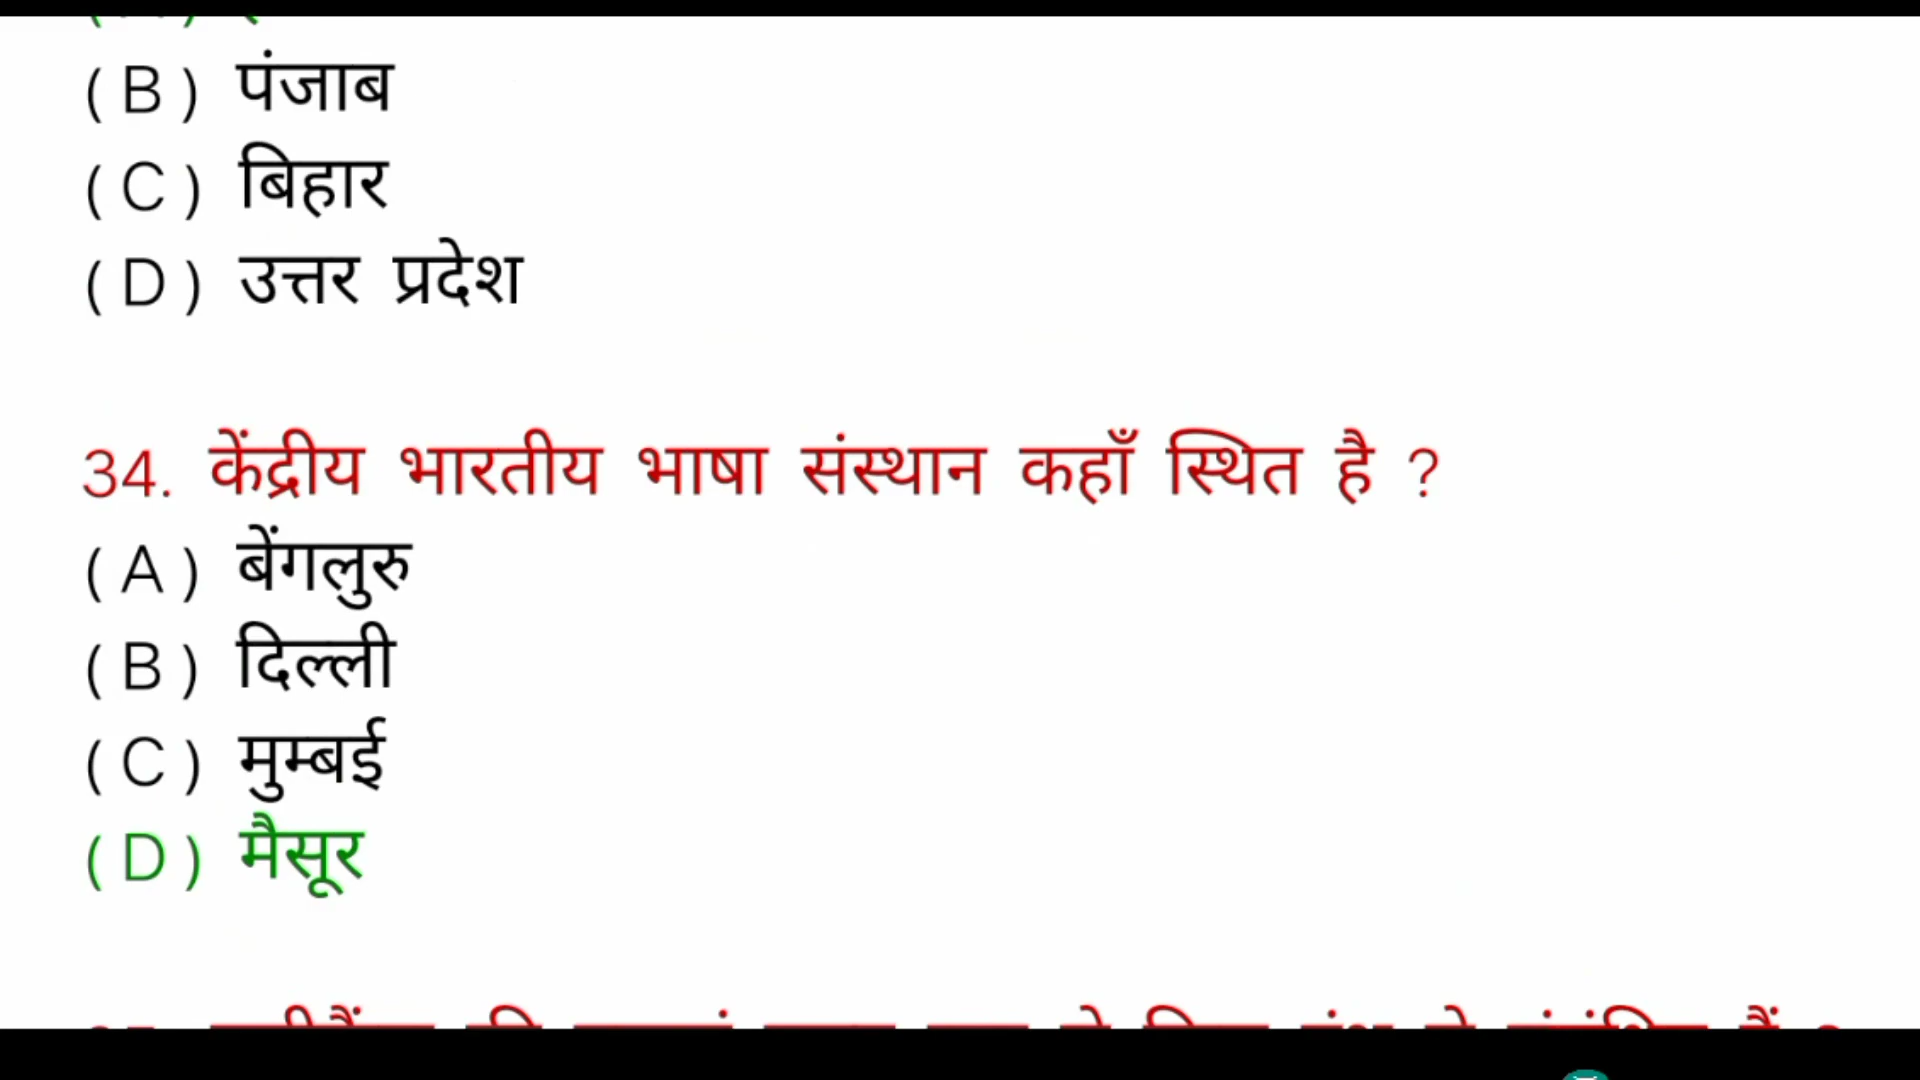 (B) पंजाब
(C) बिहार
(D) उत्तर प्रदेश
34. केंद्रीय भारतीय भाषा संस्थान कहाँ स्थित है ?
(A) बेंगलुरु
(B) दिल्ली
(C) मुम्बई
(D) मैसूर